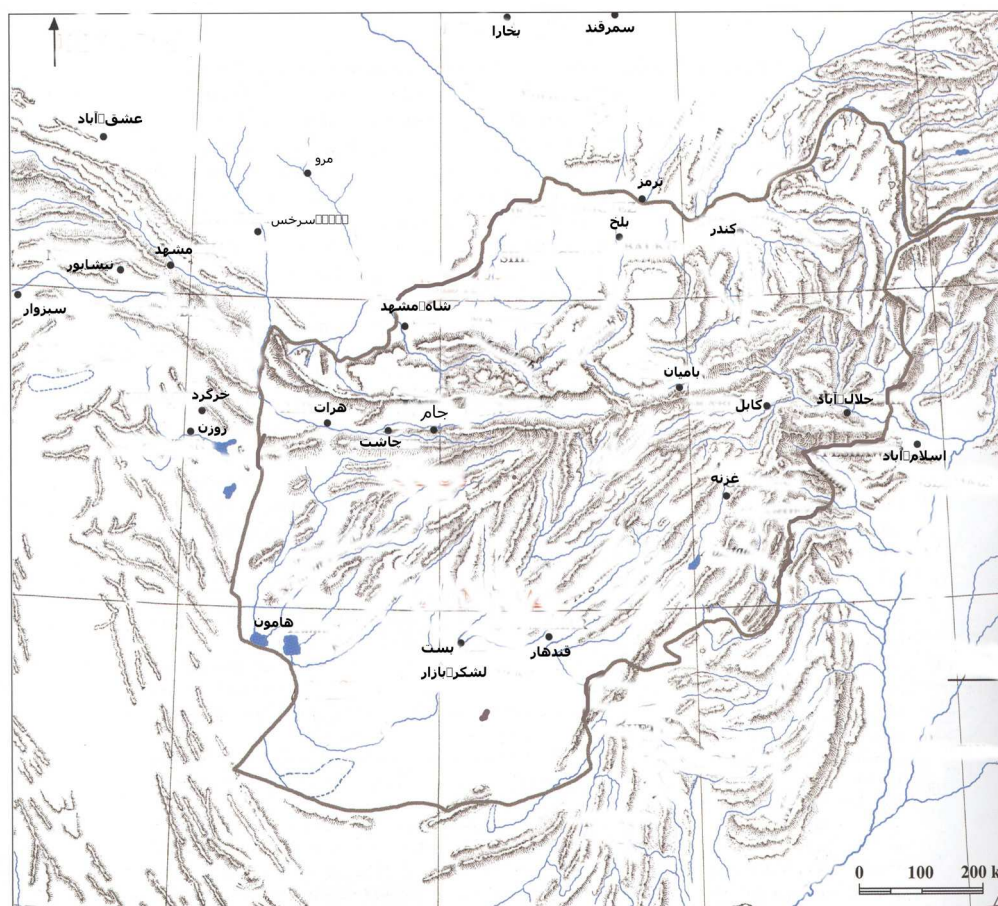 سمرقند
بخارا
عشق□آباد
مرو
ترمز
□□□□□سرخس
بلخ
کندر
مشهد
نیشابور
سبزوار
شاه□مشهد
بامیان
خرگرد
جلال□آباد
کابل
هرات
جام
روزن
چاشت
اسلام□آباد
غزنه
هامون
بست
قندهار
لشکر□بازار
0 100 200 k